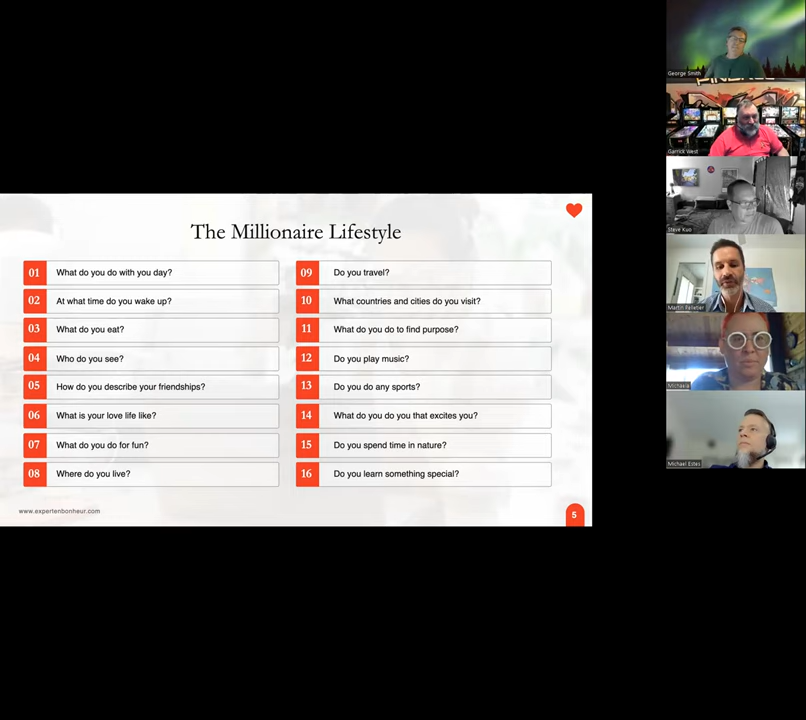 The Millionaire Lifestyle
01 What do you do with you day?
02 At what time do you wake up?
03 What do you eat?
04 Who do you see?
05 How do you describe your friendships?
06 What is your love life like?
07 What do you do for fun?
08 Where do you live?
09 Do you travel?
10 What countries and cities do you visit?
11 What do you do to find purpose?
12 Do you play music?
13 Do you do any sports?
14 What do you do you that excites you?
15 Do you spend time in nature?
16 Do you learn something special?
www.expertenbonheur.com
5
George Smith
PINBALL
Garrick West
Steve Kuo
Martin Pelletier
Michaela
Michael Estes